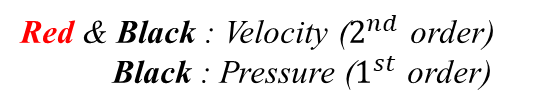 Red & Black : Velocity (2nd order)
Black : Pressure (1st order)